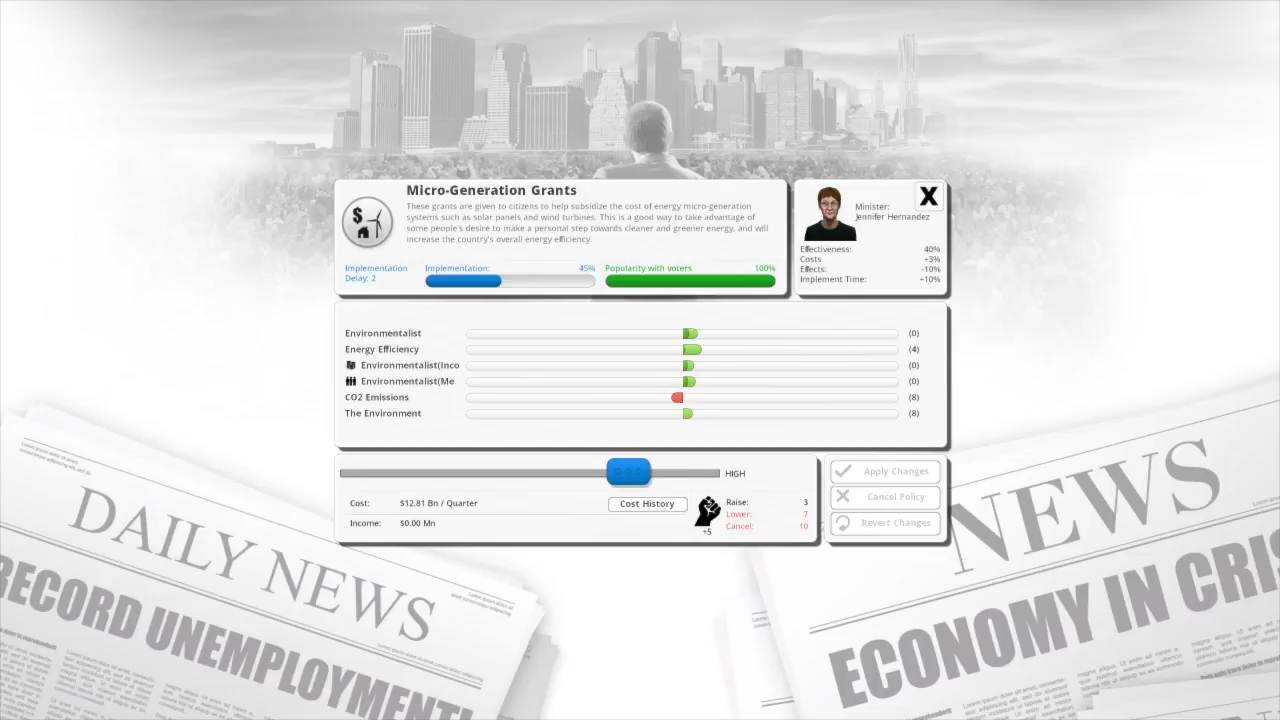 Micro-Generation Grants
These grants are given to citizens to help subsidize the cost of energy micro-generation
systems such as solar panels and wind turbines. This is a good way to take advantage of
some people's desire to make a personal step towards cleaner and greener energy, and will
increase the country's overall energy efficiency.
Implementation
Delay: 2
Implementation: 45%
Popularity with voters 100%
X
Minister:
Jennifer Hernandez
Effectiveness: 40%
Costs +3%
Effects: -10%
Implement Time: +10%
Environmentalist (0)
Energy Efficiency (4)
Environmentalist(Inco (0)
Environmentalist(Me (0)
CO2 Emissions (8)
The Environment (8)
HIGH
Cost: $12.81 Bn / Quarter
Income: $0.00 Mn
Cost History
+5
Raise: 3
Lower: 7
Cancel: 10
Apply Changes
Cancel Policy
Revert Changes
DAILY NEWS
RECORD UNEMPLOYMENT!
NEWS
ECONOMY IN CRIS